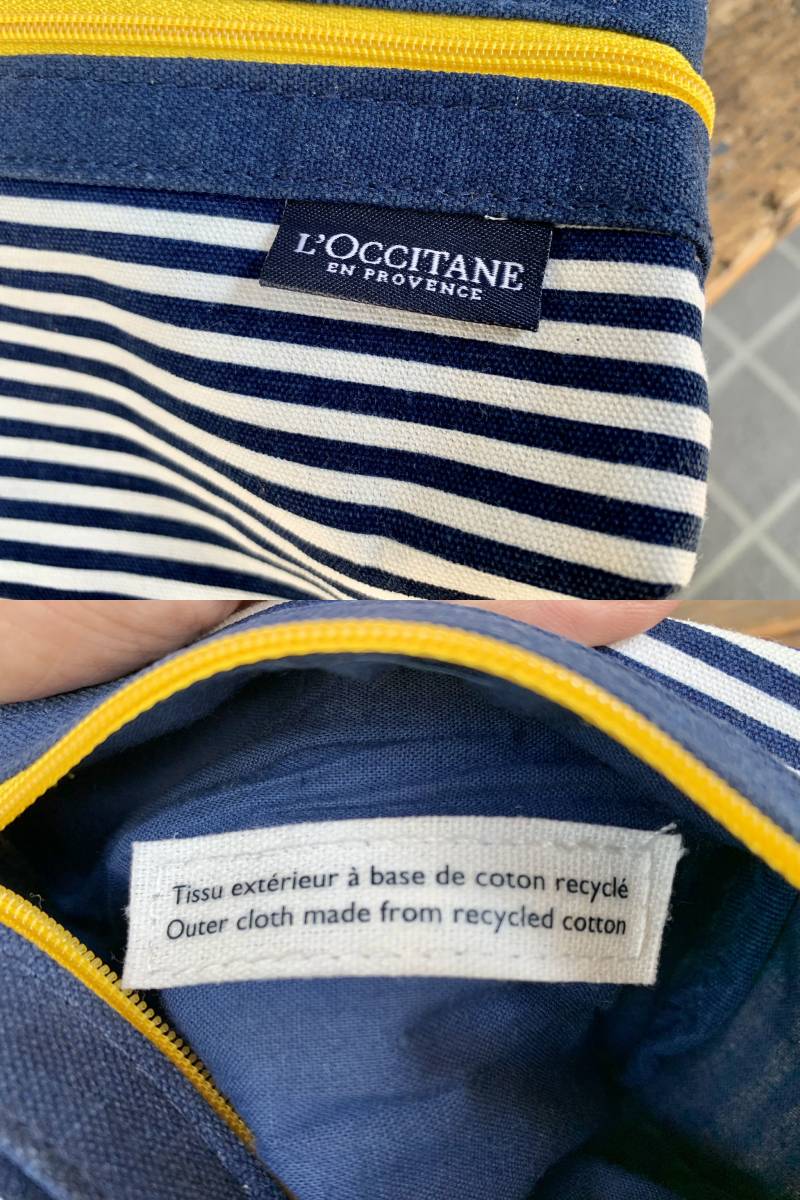 L'OCCITANE
EN PROVENCE
Tissu extérieur à base de coton recyclé
Outer cloth made from recycled cotton